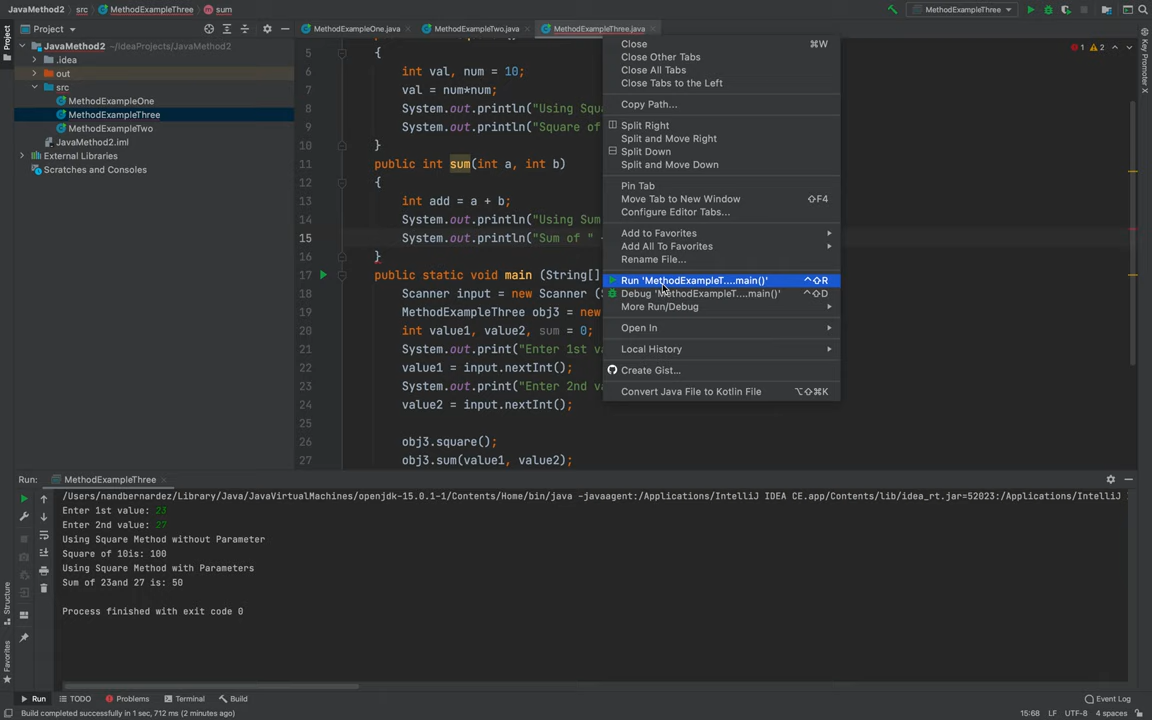 JavaMethod2 › src › MethodExampleThree › sum
MethodExampleThree
Project
MethodExampleOne.java
MethodExampleTwo.java
MethodExampleThree.java
Project
JavaMethod2 ~/IdeaProjects/JavaMethod2
.idea
out
src
MethodExampleOne
MethodExampleThree
MethodExampleTwo
JavaMethod2.iml
External Libraries
Scratches and Consoles
1 2
Key Promoter X
5 {
6 int val, num = 10;
7 val = num*num;
8 System.out.println("Using Squa
9 System.out.println("Square of
10 }
11 public int sum(int a, int b)
12 {
13 int add = a + b;
14 System.out.println("Using Sum
15 System.out.println("Sum of "
16 }
17 public static void main (String[]
18 Scanner input = new Scanner (S
19 MethodExampleThree obj3 = new
20 int value1, value2, sum = 0;
21 System.out.print("Enter 1st va
22 value1 = input.nextInt();
23 System.out.print("Enter 2nd va
24 value2 = input.nextInt();
25
26 obj3.square();
27 obj3.sum(value1, value2);
Close ⌘W
Close Other Tabs
Close All Tabs
Close Tabs to the Left
Copy Path...
Split Right
Split and Move Right
Split Down
Split and Move Down
Pin Tab
Move Tab to New Window ⇧F4
Configure Editor Tabs...
Add to Favorites
Add All To Favorites
Rename File...
Run 'MethodExampleT....main()' ⌃⇧R
Debug 'MethodExampleT....main()' ⌃⇧D
More Run/Debug
Open In
Local History
Create Gist...
Convert Java File to Kotlin File ⌥⇧⌘K
Run: MethodExampleThree
/Users/nandbernardez/Library/Java/JavaVirtualMachines/openjdk-15.0.1-1/Contents/Home/bin/java -javaagent:/Applications/IntelliJ IDEA CE.app/Contents/lib/idea_rt.jar=52023:/Applications/IntelliJ
Enter 1st value: 23
Enter 2nd value: 27
Using Square Method without Parameter
Square of 10is: 100
Using Square Method with Parameters
Sum of 23and 27 is: 50
Process finished with exit code 0
Structure
Favorites
Run
TODO
Problems
Terminal
Build
Event Log
Build completed successfully in 1 sec, 712 ms (2 minutes ago)
15:68 LF UTF-8 4 spaces